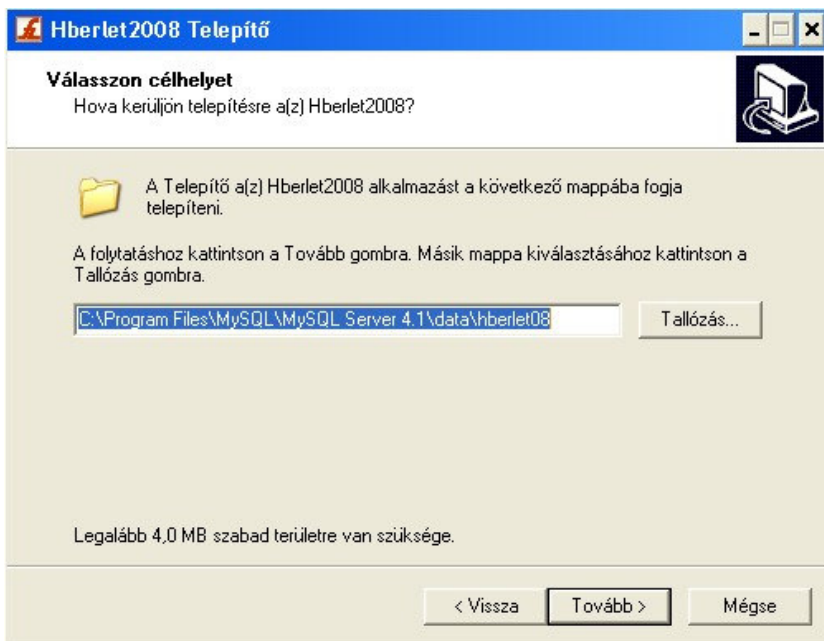 Hberlet2008 Telepítő
Válasszon célhelyet
Hova kerüljön telepítésre a(z) Hberlet2008?
A Telepítő a(z) Hberlet2008 alkalmazást a következő mappába fogja
telepíteni.
A folytatáshoz kattintson a Tovább gombra. Másik mappa kiválasztásához kattintson a
Tallózás gombra.
C:\Program Files\MySQL\MySQL Server 4.1\data\hberlet08
Tallózás...
Legalább 4,0 MB szabad területre van szüksége.
< Vissza
Tovább >
Mégse